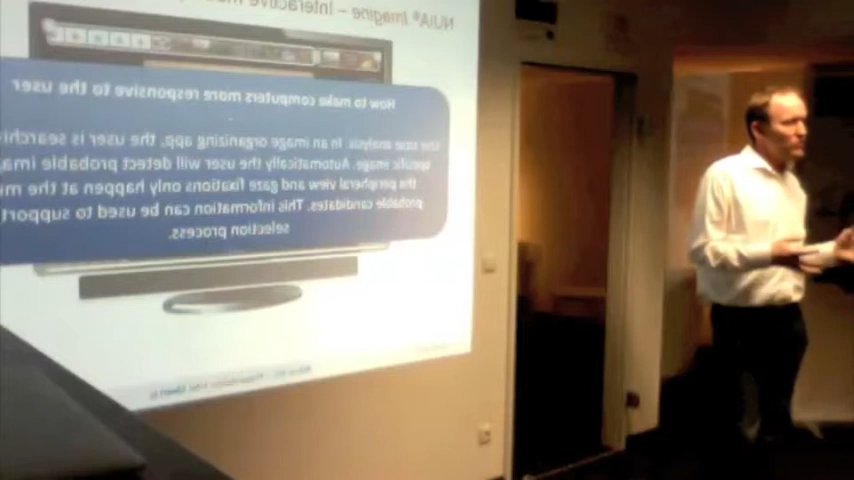 NUIA® iMagine – Interactive
How to make computers more responsive to the user
Use case analysis: In an image organizing app, the user is
specific image. Automatically the user will detect probable
the peripheral view and gaze fixations only happen at the
probable candidates. This information can be used to support
selection process.